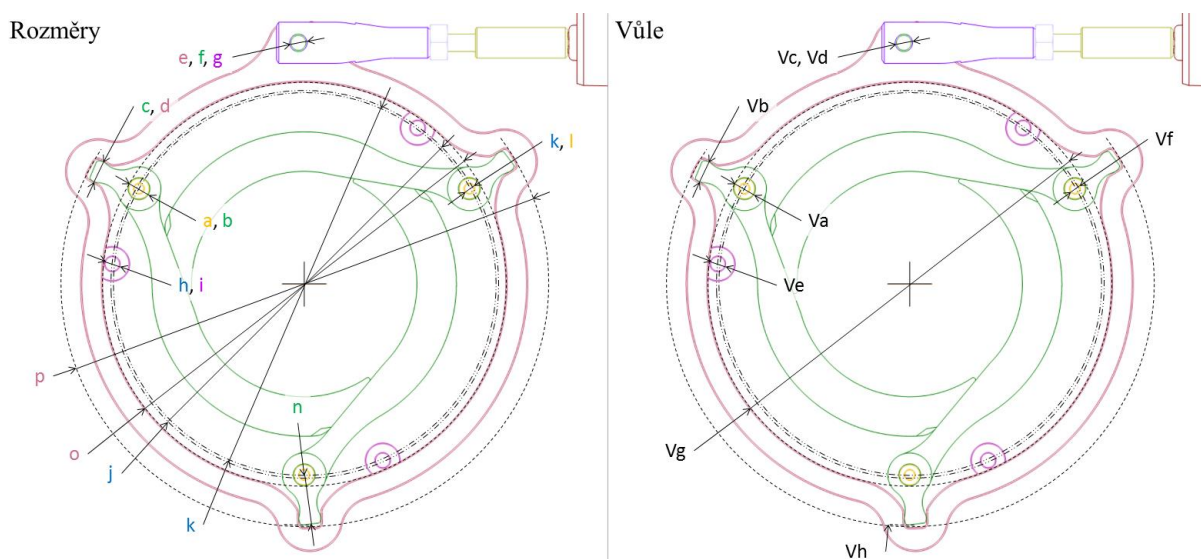 Rozměry
e, f, g
c, d
k, l
a, b
h, i
p
n
o
j
k
Vůle
Vc, Vd
Vb
Vf
Va
Ve
Vg
Vh